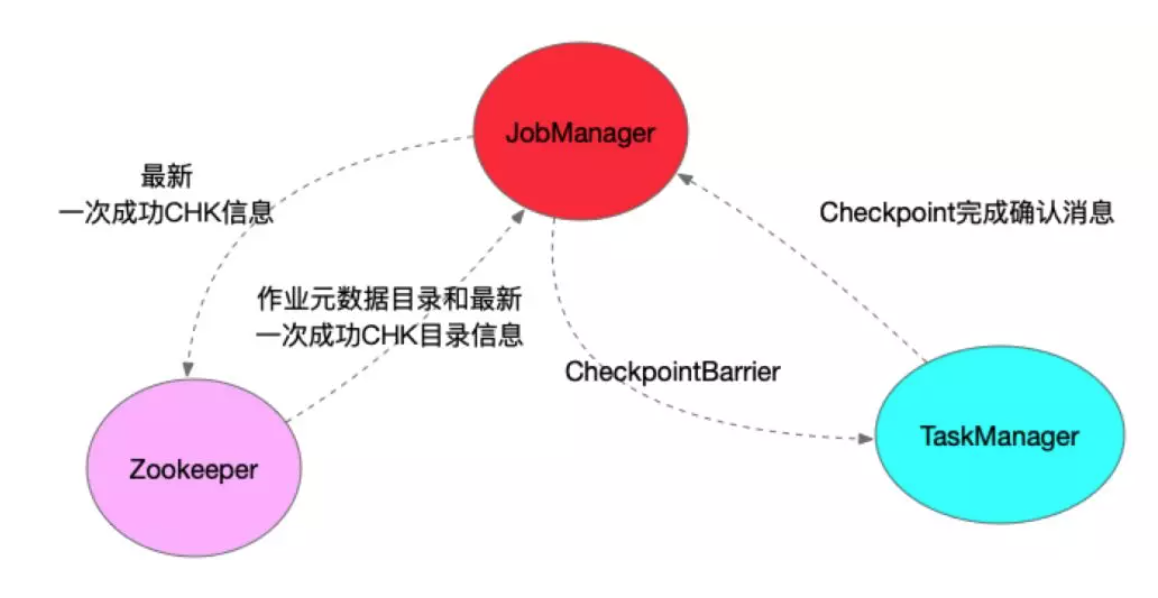 JobManager
最新
一次成功CHK信息
Checkpoint完成确认消息
作业元数据目录和最新
一次成功CHK目录信息
CheckpointBarrier
TaskManager
Zookeeper